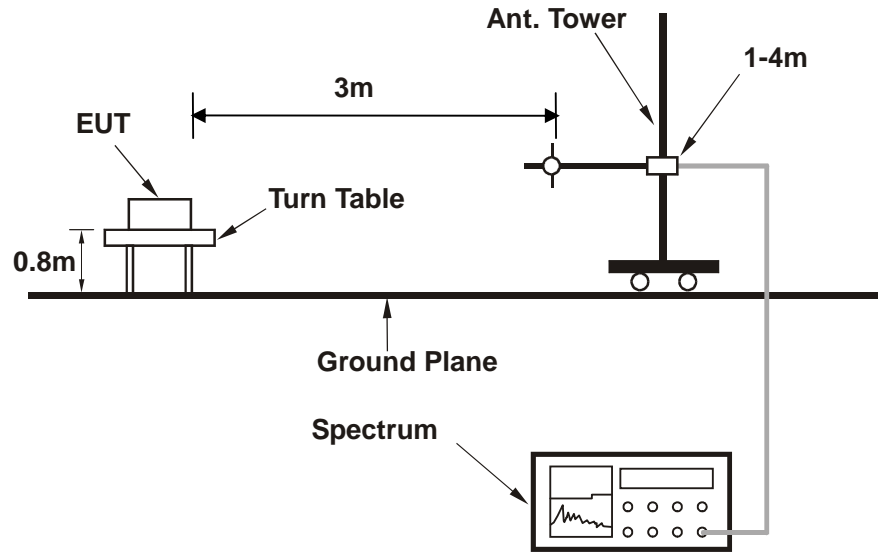 Ant. Tower
1-4m
3m
EUT
Turn Table
0.8m
Ground Plane
Spectrum